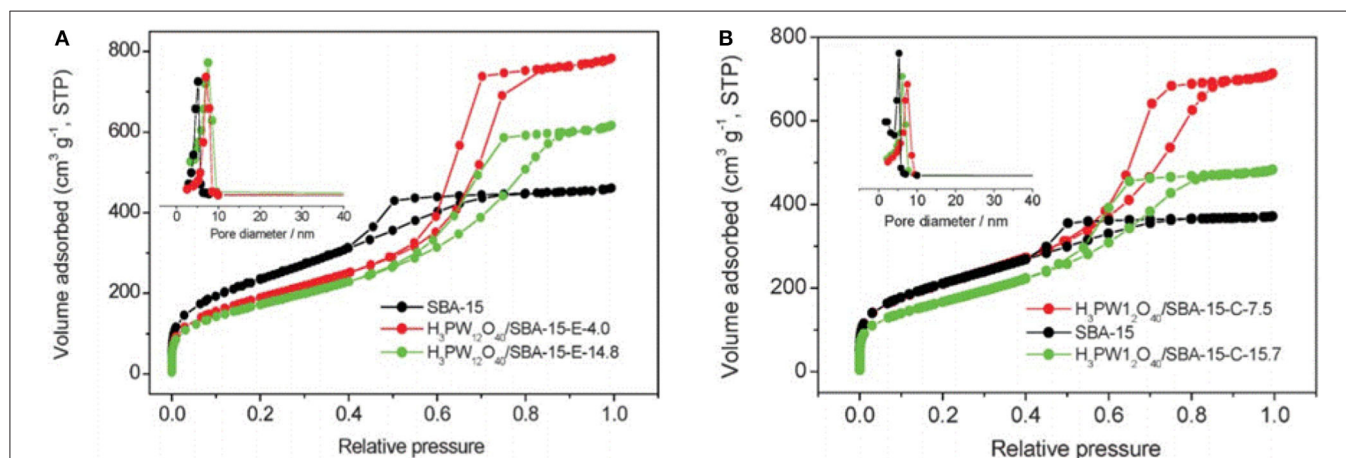 A
800
600
400
200
0
Volume adsorbed (cm³ g⁻¹, STP)
0 10 20 30 40
Pore diameter / nm
SBA-15
H₃PW₁₂O₄₀/SBA-15-E-4.0
H₃PW₁₂O₄₀/SBA-15-E-14.8
0.0 0.2 0.4 0.6 0.8 1.0
Relative pressure
B
800
600
400
200
0
Volume adsorbed (cm³ g⁻¹, STP)
0 10 20 30 40
Pore diameter / nm
H₃PW1₂O₄₀/SBA-15-C-7.5
SBA-15
H₃PW1₂O₄₀/SBA-15-C-15.7
0.0 0.2 0.4 0.6 0.8 1.0
Relative pressure